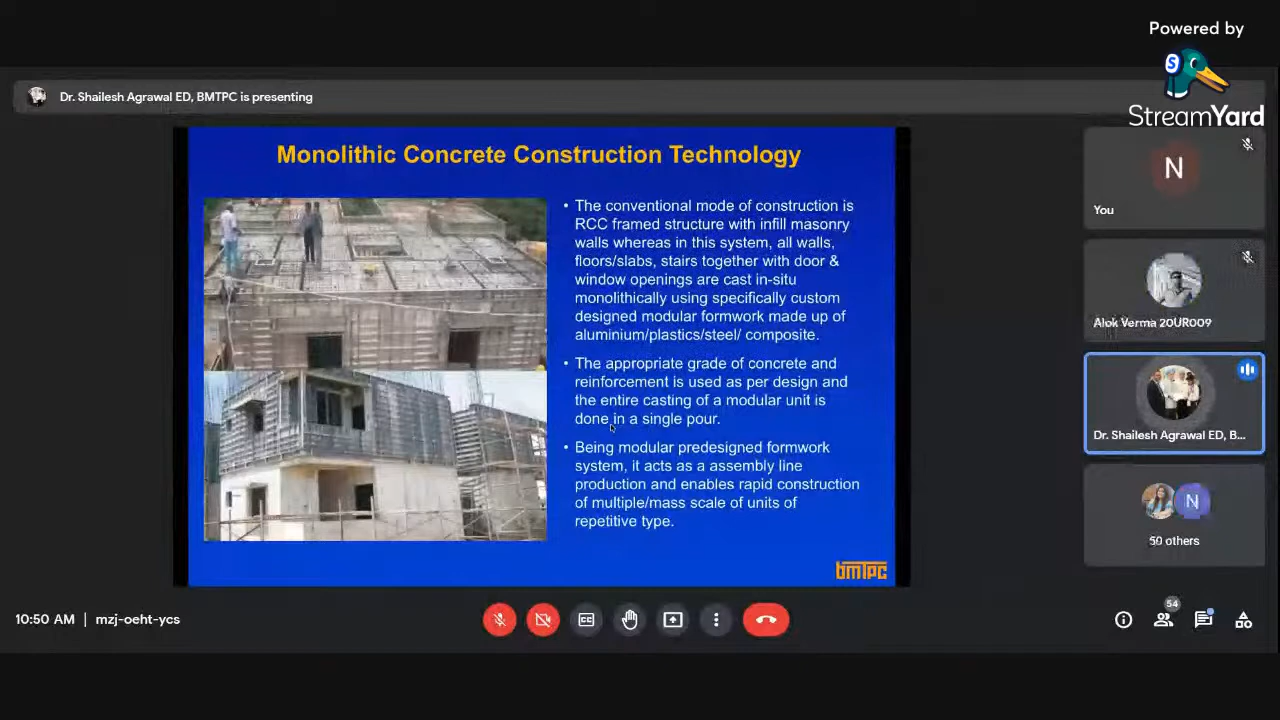 Powered by
StreamYard
Dr. Shailesh Agrawal ED, BMTPC is presenting
Monolithic Concrete Construction Technology
• The conventional mode of construction is
RCC framed structure with infill masonry
walls whereas in this system, all walls,
floors/slabs, stairs together with door &
window openings are cast in-situ
monolithically using specifically custom
designed modular formwork made up of
aluminium/plastics/steel/ composite.
• The appropriate grade of concrete and
reinforcement is used as per design and
the entire casting of a modular unit is
done in a single pour.
• Being modular predesigned formwork
system, it acts as a assembly line
production and enables rapid construction
of multiple/mass scale of units of
repetitive type.
bmtpc
N
You
Alok Verma 20UR009
Dr. Shailesh Agrawal ED, B...
N
50 others
10:50 AM | mzj-oeht-ycs
CC
54